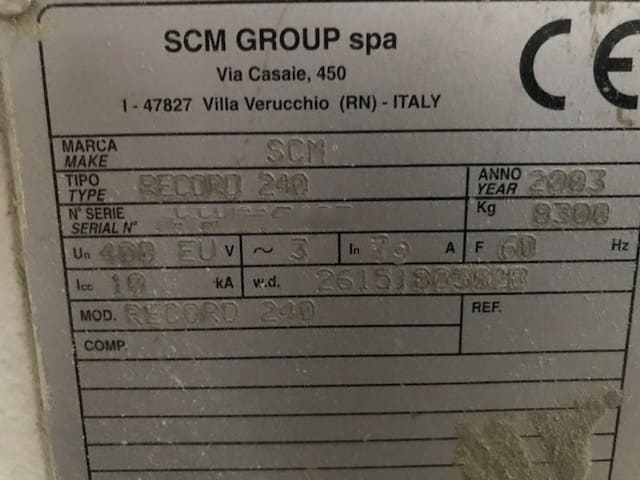 SCM GROUP spa
Via Casale, 450
I - 47827 Villa Verucchio (RN) - ITALY
CE
MARCA
MAKE
SCM
TIPO
TYPE
RECORD 240
ANNO
YEAR
2003
N° SERIE
SERIAL N°
Kg
8300
Un 400 EU V ~ 3 In A F 60 Hz
Icc 10 kA w.d.
MOD. RECORD 240 REF.
COMP.